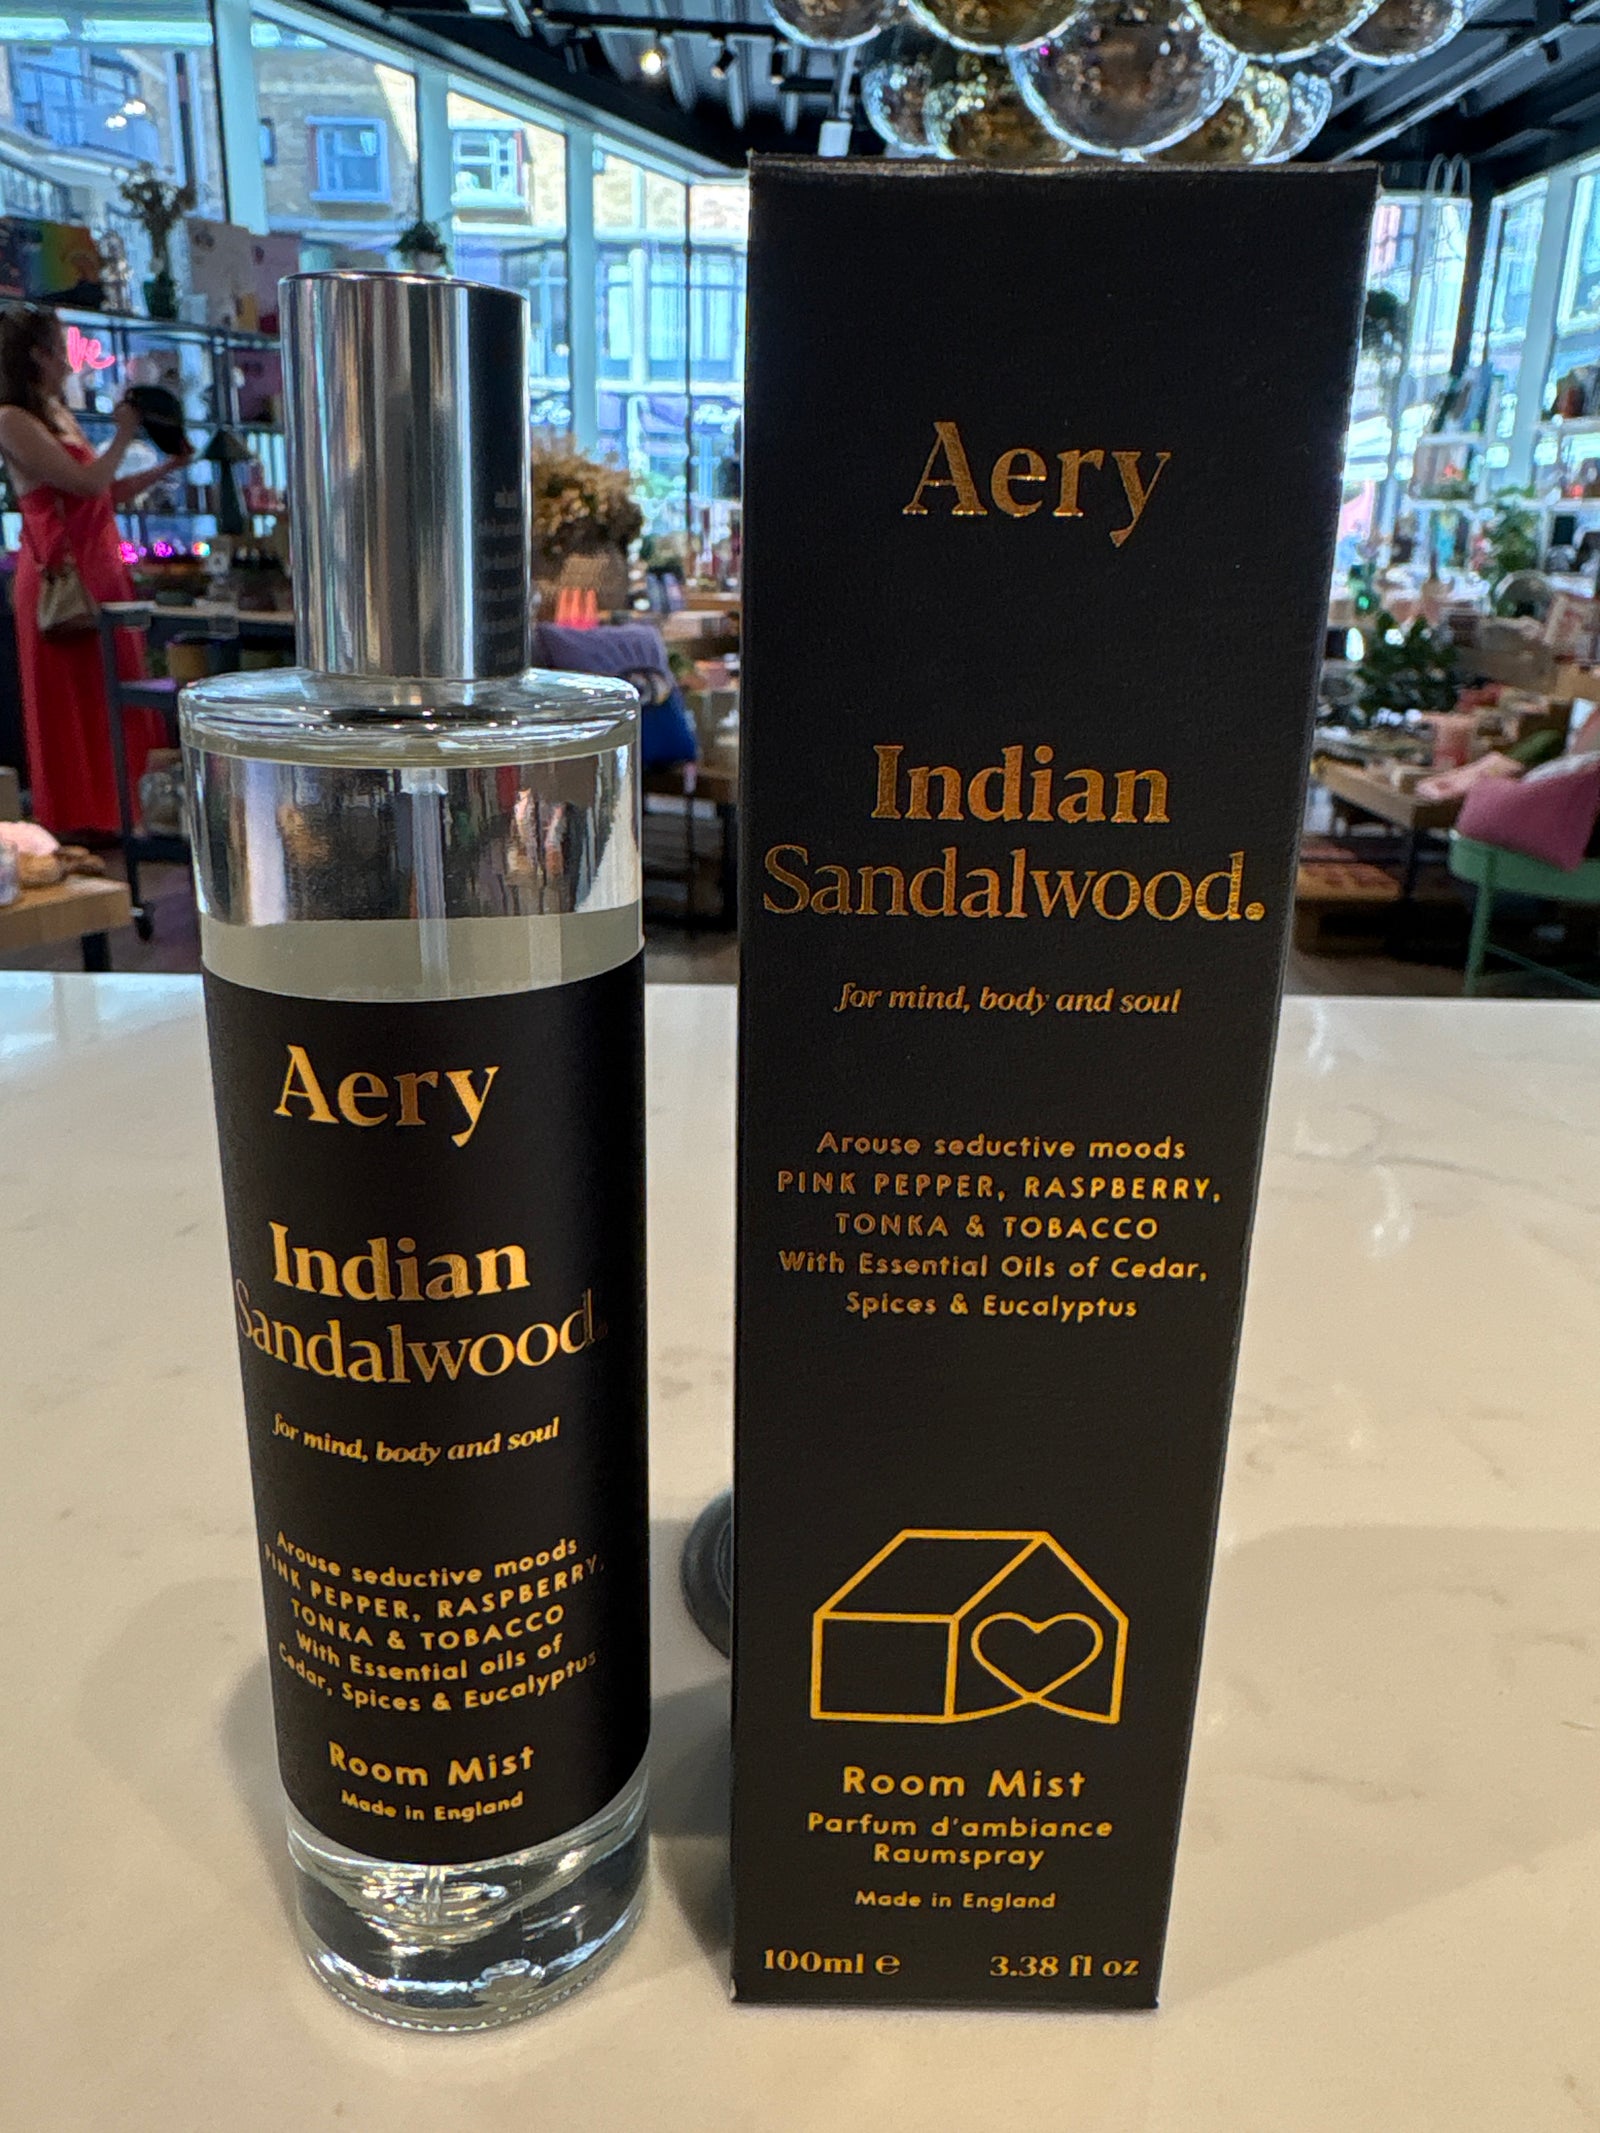 Aery
Indian
Sandalwood.
for mind, body and soul
Arouse seductive moods
PINK PEPPER, RASPBERRY,
TONKA & TOBACCO
With Essential oils of
Cedar, Spices & Eucalyptus
Room Mist
Made in England
Aery
Indian
Sandalwood.
for mind, body and soul
Arouse seductive moods
PINK PEPPER, RASPBERRY,
TONKA & TOBACCO
With Essential Oils of Cedar,
Spices & Eucalyptus
Room Mist
Parfum d'ambiance
Raumspray
Made in England
100ml ℮ 3.38 fl oz